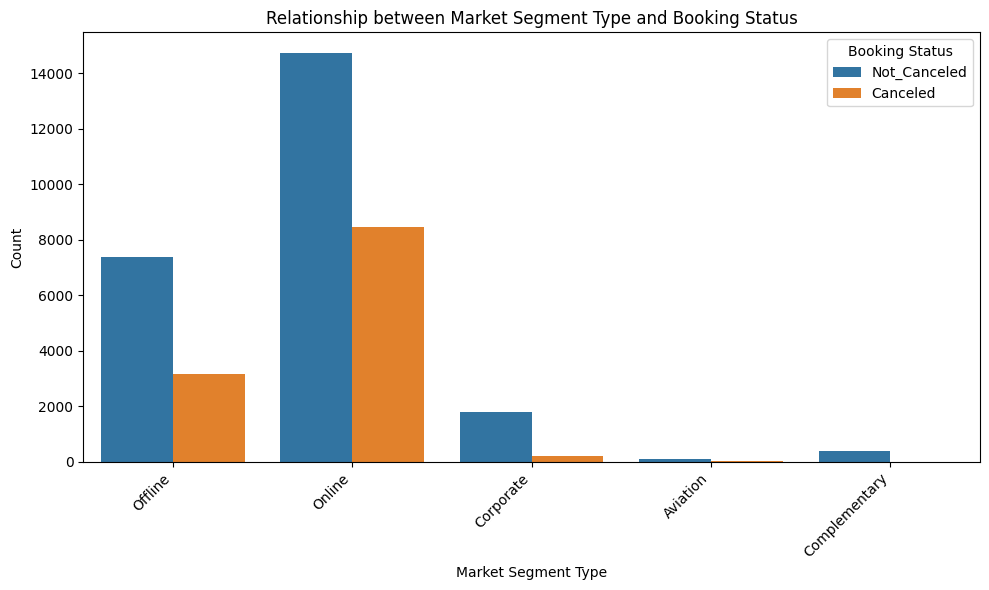 Relationship between Market Segment Type and Booking Status
Booking Status
Not_Canceled
Canceled
Count
14000
12000
10000
8000
6000
4000
2000
0
Offline
Online
Corporate
Aviation
Complementary
Market Segment Type